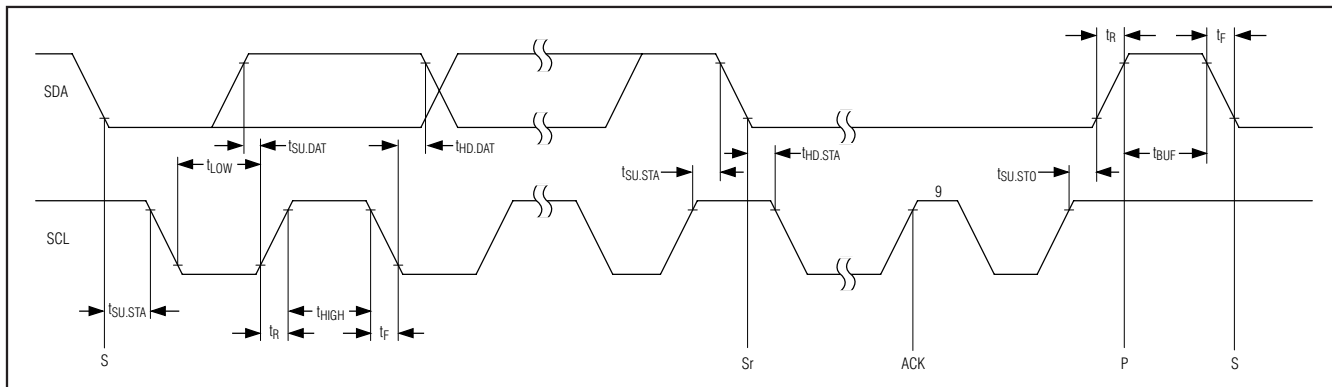 tR
tF
SDA
tSU.DAT
tHD.DAT
tLOW
tHD.STA
tBUF
tSU.STA
tSU.STO
9
SCL
tSU.STA
tHIGH
tR
tF
S
Sr
ACK
P
S